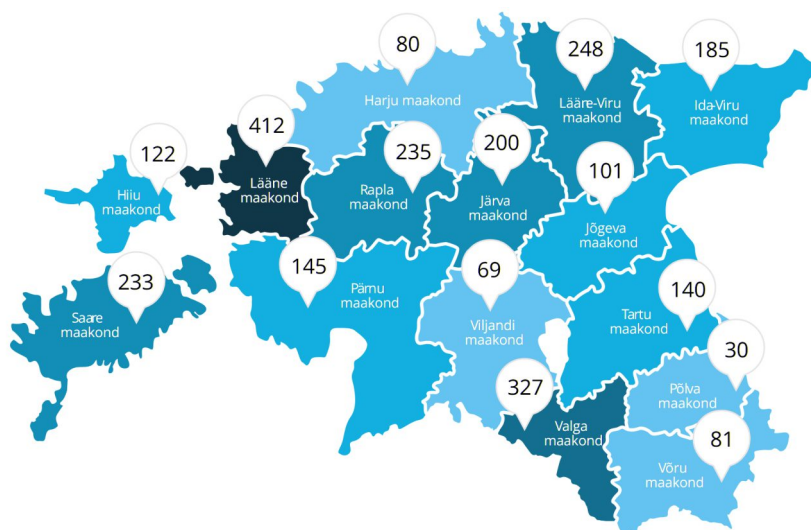 80
Harju maakond
248
Lääre-Viru
maakond
185
Ida-Viru
maakond
412
Lääne
maakond
122
Hiiu
maakond
235
Rapla
maakond
200
Järva
maakond
101
Jõgeva
maakond
233
Saare
maakond
145
Pämu
maakond
69
Viljandi
maakond
140
Tartu
maakond
30
Põlva
maakond
327
Valga
maakond
81
Võru
maakond